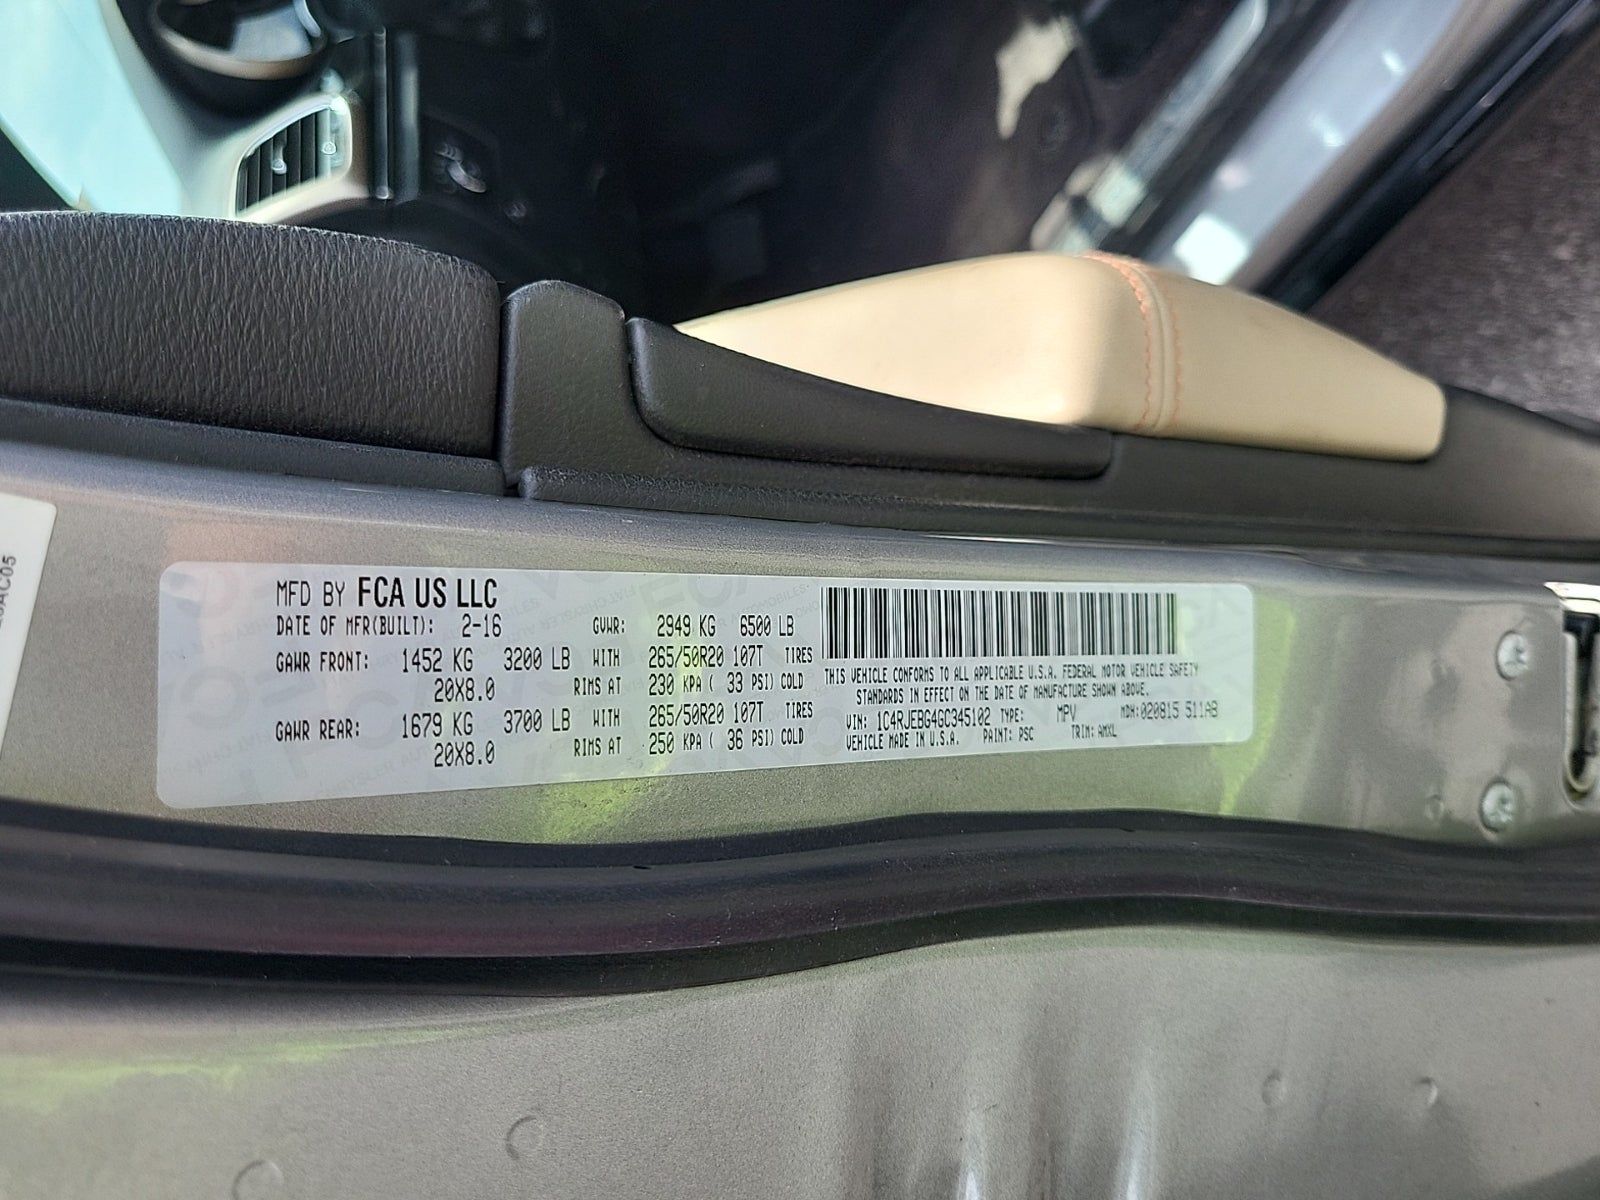 MFD BY FCA US LLC
DATE OF MFR(BUILT): 2-16 GVWR: 2949 KG 6500 LB
GAWR FRONT: 1452 KG 3200 LB WITH 265/50R20 107T TIRES
20X8.0 RIMS AT 230 KPA ( 33 PSI) COLD
GAWR REAR: 1679 KG 3700 LB WITH 265/50R20 107T TIRES
20X8.0 RIMS AT 250 KPA ( 36 PSI) COLD
THIS VEHICLE CONFORMS TO ALL APPLICABLE U.S.A. FEDERAL MOTOR VEHICLE SAFETY
STANDARDS IN EFFECT ON THE DATE OF MANUFACTURE SHOWN ABOVE.
VIN: 1C4RJEBG4GC345102 TYPE: MPV MDH:020815 511AB
VEHICLE MADE IN U.S.A. PAINT: PSC TRIM: AMXL